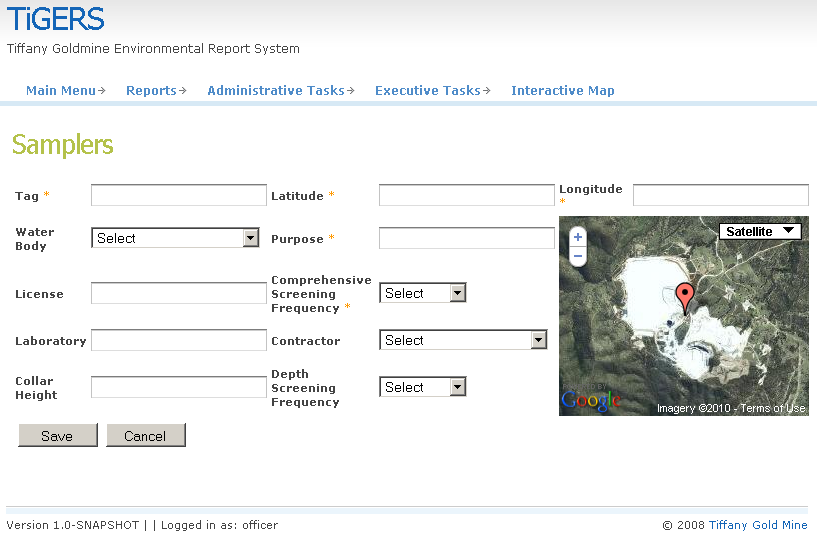 TiGERS
Tiffany Goldmine Environmental Report System
Main Menu Reports Administrative Tasks Executive Tasks Interactive Map
Samplers
Tag * Latitude * Longitude *
Water Body Select Purpose *
Satellite
+
−
License Comprehensive Screening Frequency * Select
Laboratory Contractor Select
Collar Height Depth Screening Frequency Select
POWERED BY
Google
Imagery ©2010 - Terms of Use
Save Cancel
Version 1.0-SNAPSHOT | | Logged in as: officer © 2008 Tiffany Gold Mine